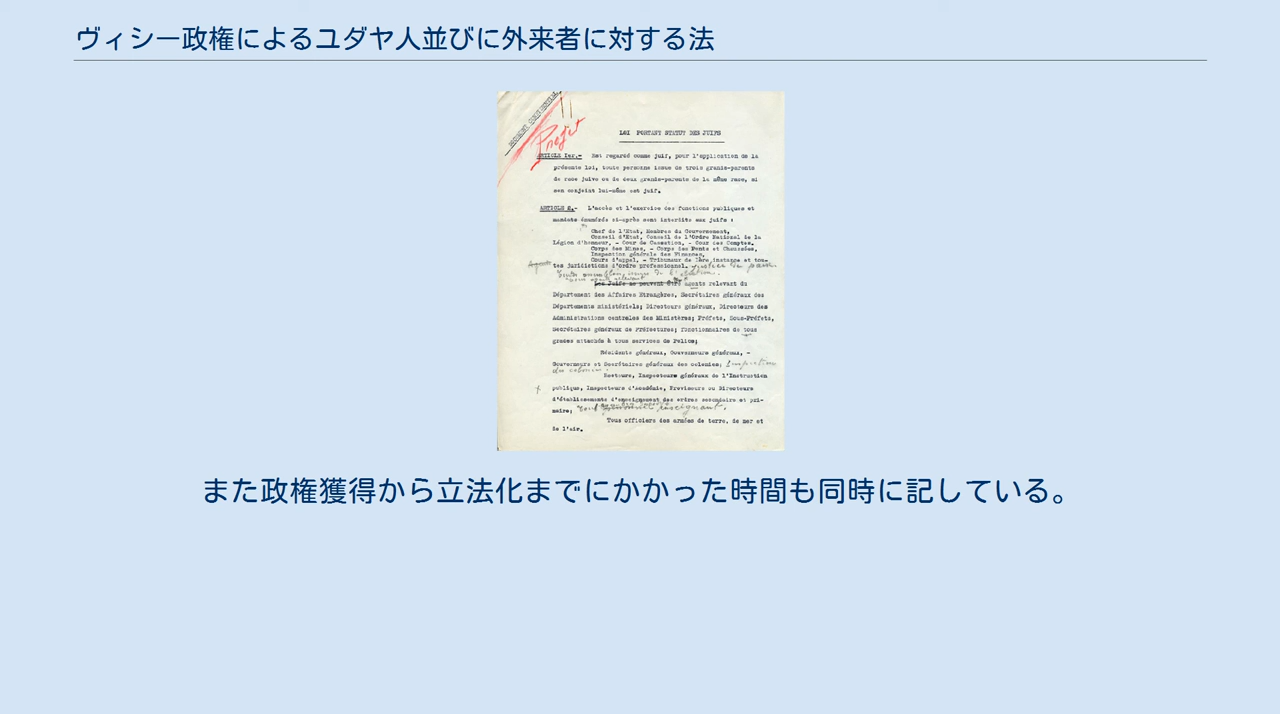 ヴィシー政権によるユダヤ人並びに外来者に対する法
Projet
LOI PORTANT STATUT DES JUIFS
ARTICLE Ier.- Est regardé comme juif, pour l'application de la
présente loi, toute personne issue de trois grands-parents
de race juive ou de deux grands-parents de la même race, si
son conjoint lui-même est juif.
ARTICLE 2.- L'accès et l'exercice des fonctions publiques et
mandats énumérés ci-après sont interdits aux juifs :
Chef de l'Etat, Membres du Gouvernement,
Conseil d'Etat, Conseil de l'Ordre National de la
Légion d'honneur, - Cour de Cassation, - Cour des Comptes,
Corps des Mines, - Corps des Ponts et Chaussées,
Inspection générale des Finances,
Cours d'appel, - Tribunaux de 1ère instance et tou-
tes juridictions d'ordre professionnel. justice de paix.
agents relevant du
Département des Affaires Etrangères, Secrétaires généraux des
Départements ministériels; Directeurs généraux, Directeurs des
Administrations centrales des Ministères; Préfets, Sous-Préfets,
Secrétaires généraux de Préfectures; fonctionnaires de tous
grades attachés à tous services de Police;
Résidents généraux, Gouverneurs généraux, -
Gouverneurs et Secrétaires généraux des colonies; Inspecteurs
des colonies.
Recteurs, Inspecteurs généraux de l'Instruction
publique, Inspecteurs d'Académie, Proviseurs ou Directeurs
d'établissements d'enseignement des ordres secondaire et pri-
maire; enseignant.
Tous officiers des armées de terre, de mer et
de l'air.
また政権獲得から立法化までにかかった時間も同時に記している。